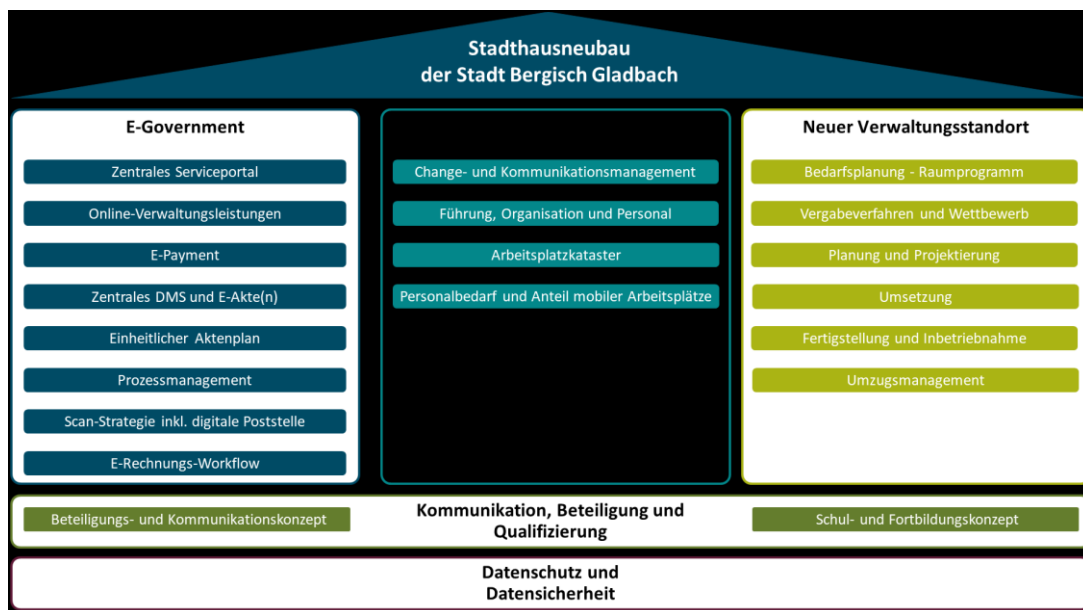 Stadthausneubau
der Stadt Bergisch Gladbach
E-Government
Zentrales Serviceportal
Online-Verwaltungsleistungen
E-Payment
Zentrales DMS und E-Akte(n)
Einheitlicher Aktenplan
Prozessmanagement
Scan-Strategie inkl. digitale Poststelle
E-Rechnungs-Workflow
Change- und Kommunikationsmanagement
Führung, Organisation und Personal
Arbeitsplatzkataster
Personalbedarf und Anteil mobiler Arbeitsplätze
Neuer Verwaltungsstandort
Bedarfsplanung - Raumprogramm
Vergabeverfahren und Wettbewerb
Planung und Projektierung
Umsetzung
Fertigstellung und Inbetriebnahme
Umzugsmanagement
Beteiligungs- und Kommunikationskonzept
Kommunikation, Beteiligung und
Qualifizierung
Schul- und Fortbildungskonzept
Datenschutz und
Datensicherheit